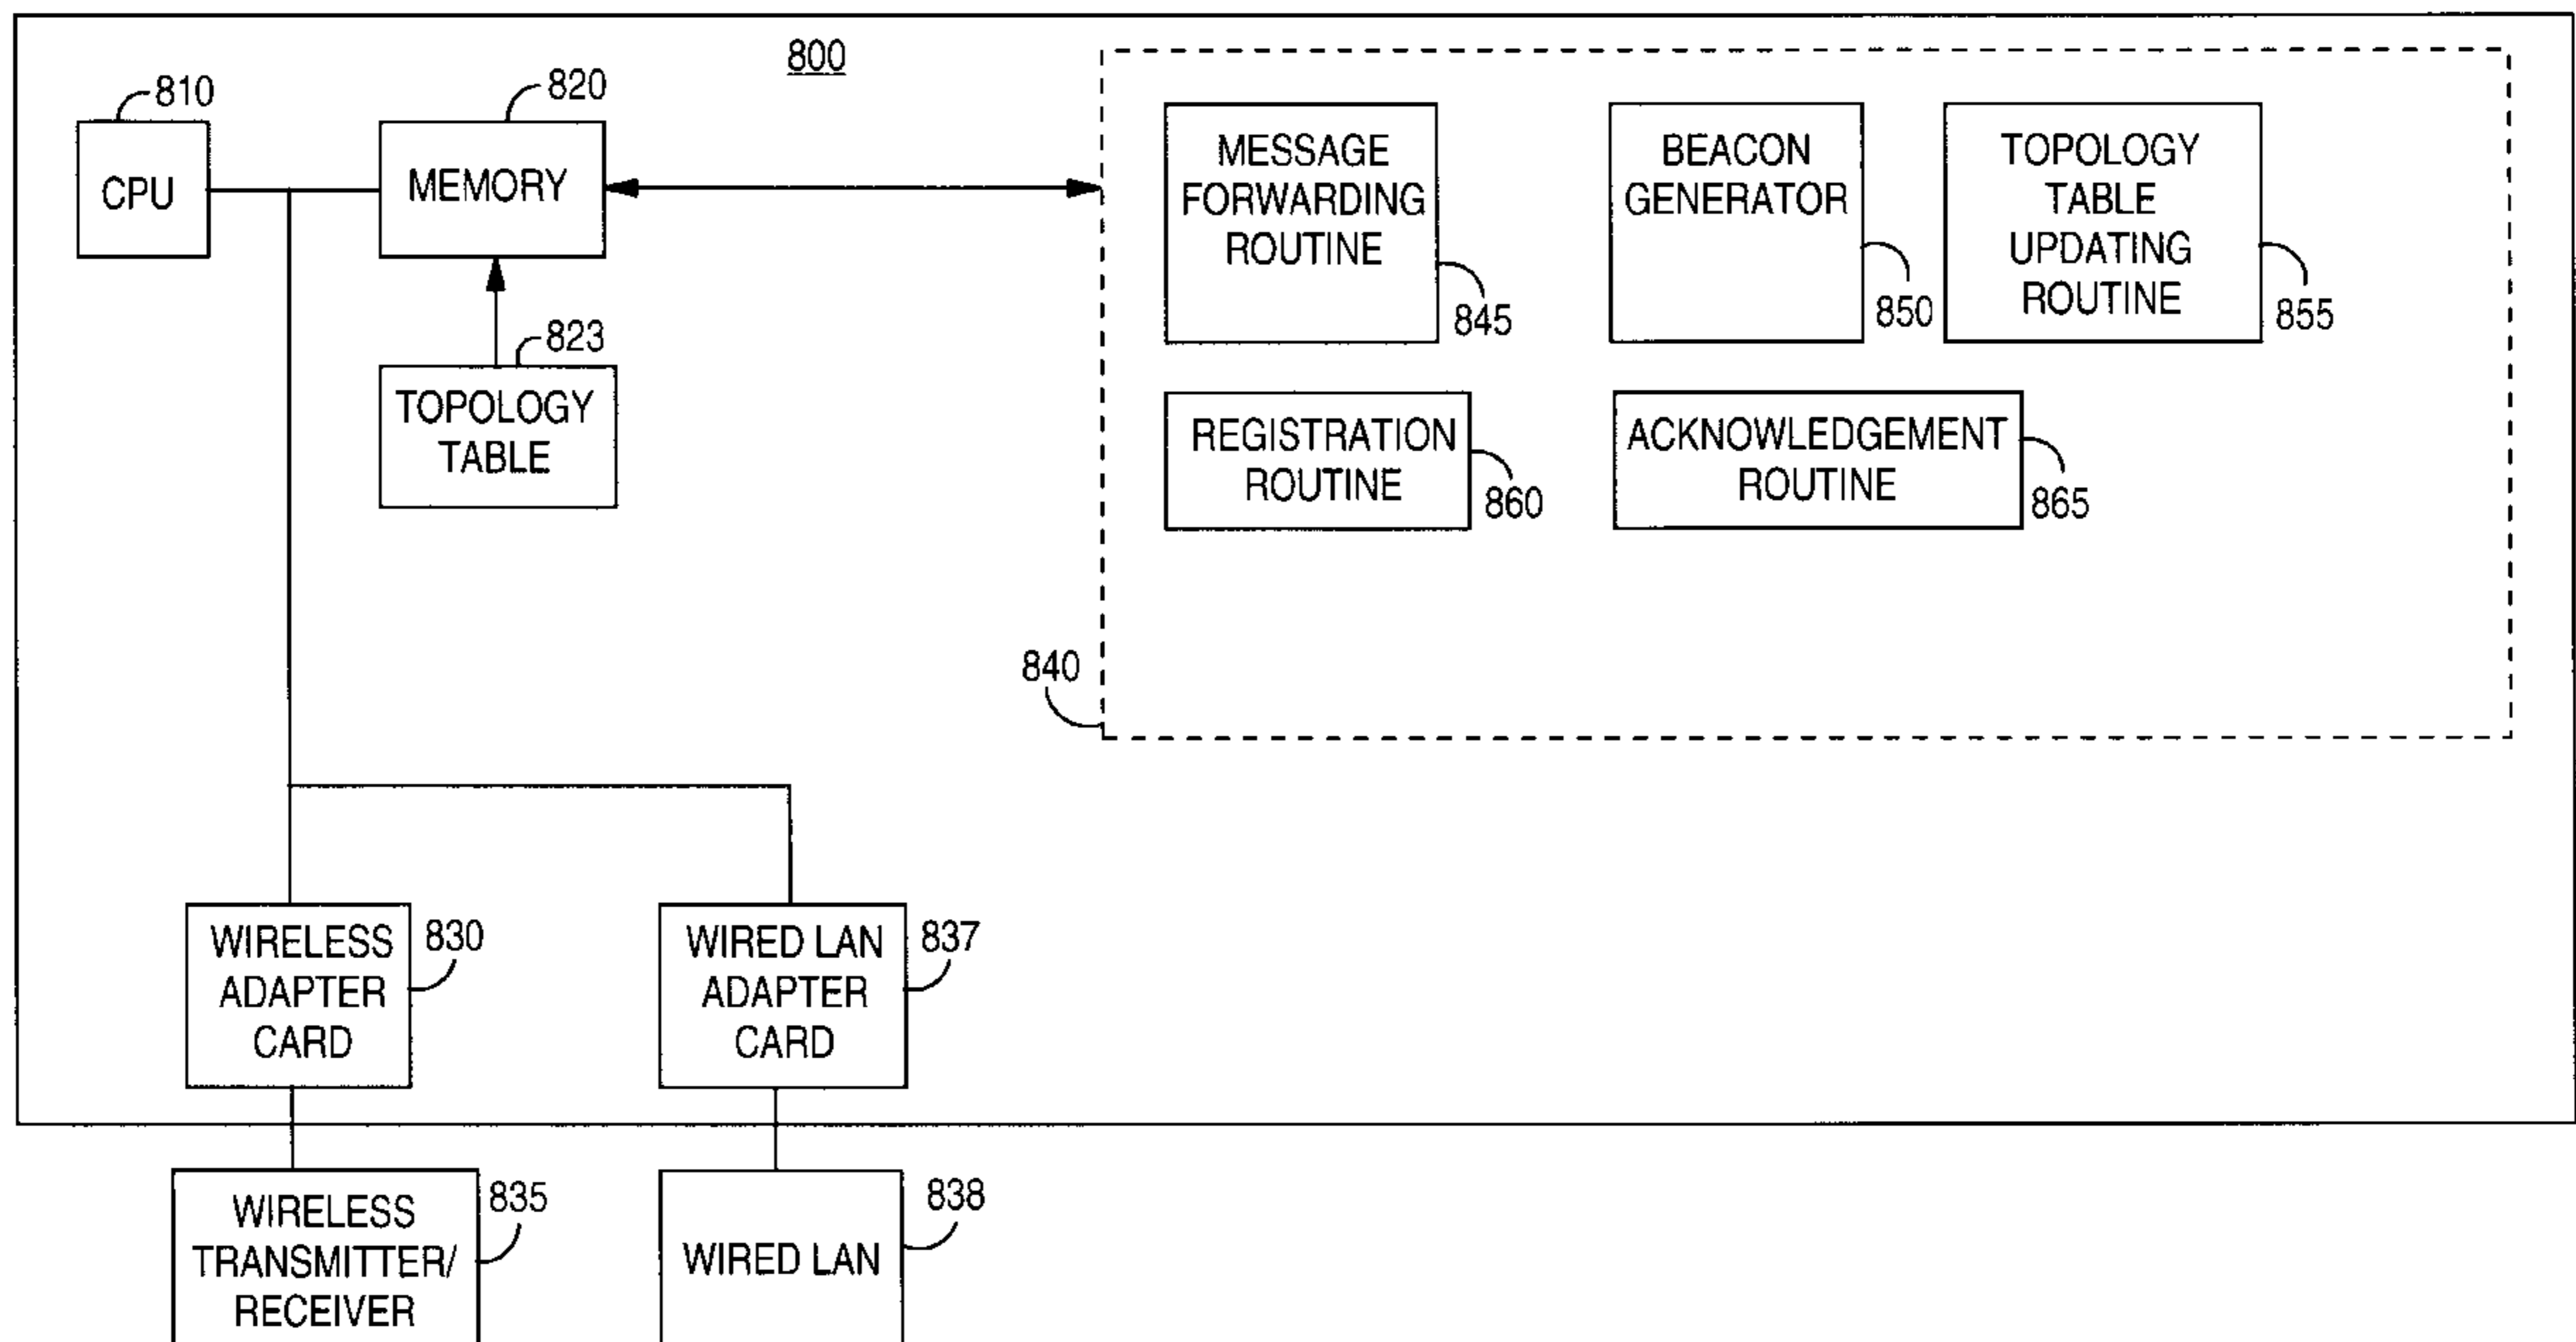 800
810
CPU
820
MEMORY
823
TOPOLOGY
TABLE
MESSAGE
FORWARDING
ROUTINE
845
BEACON
GENERATOR
850
TOPOLOGY
TABLE
UPDATING
ROUTINE
855
REGISTRATION
ROUTINE
860
ACKNOWLEDGEMENT
ROUTINE
865
840
WIRELESS
ADAPTER
CARD
830
WIRED LAN
ADAPTER
CARD
837
WIRELESS
TRANSMITTER/
RECEIVER
835
WIRED LAN
838